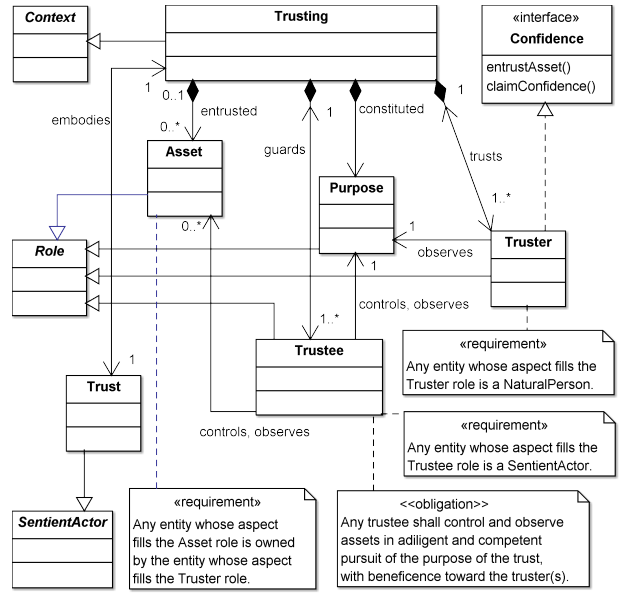 Context
Trusting
«interface»
Confidence
entrustAsset()
claimConfidence()
1
0..1
entrusted
1
constituted
1
embodies
0..*
guards
trusts
Asset
Purpose
1..*
0..*
1
observes
Truster
Role
1
controls, observes
1..*
Trustee
«requirement»
Any entity whose aspect fills the
Truster role is a NaturalPerson.
1
Trust
controls, observes
«requirement»
Any entity whose aspect fills the
Trustee role is a SentientActor.
SentientActor
«requirement»
Any entity whose aspect
fills the Asset role is owned
by the entity whose aspect
fills the Truster role.
<<obligation>>
Any trustee shall control and observe
assets in adiligent and competent
pursuit of the purpose of the trust,
with beneficence toward the truster(s).